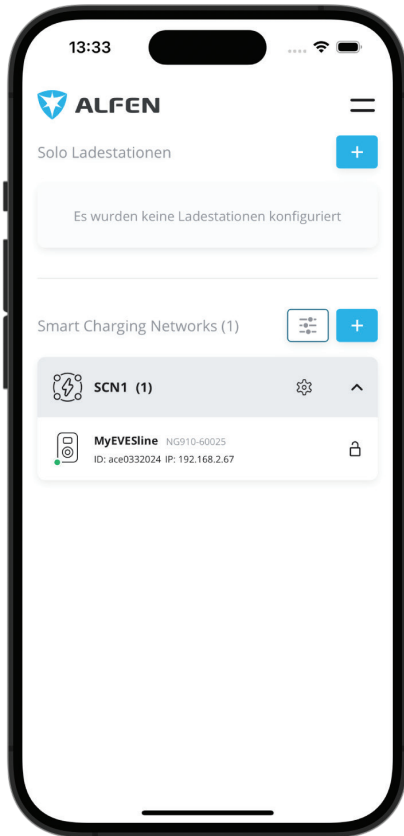 13:33
ALFEN
Solo Ladestationen
+
Es wurden keine Ladestationen konfiguriert
Smart Charging Networks (1)
+
SCN1 (1)
MyEVESline NG910-60025
ID: ace0332024 IP: 192.168.2.67